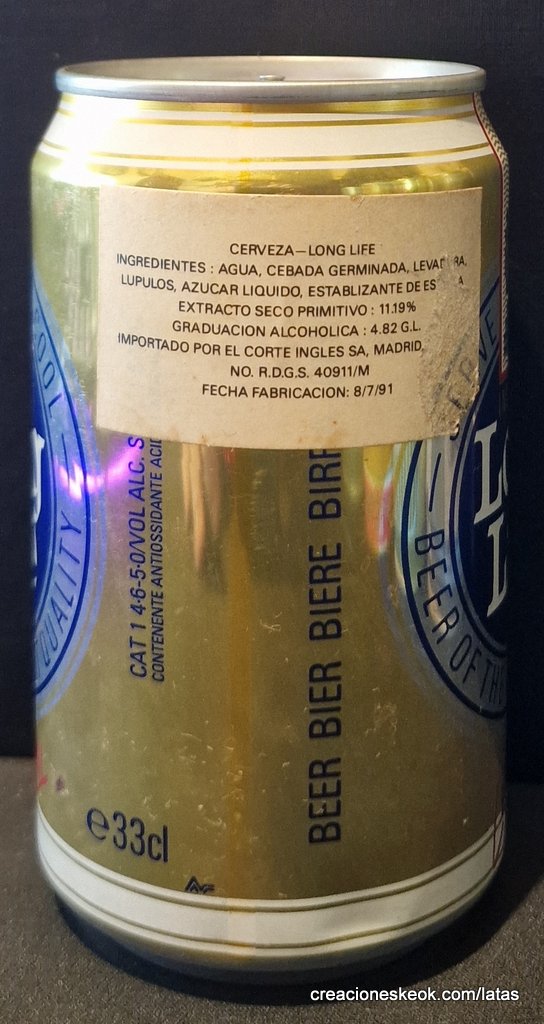 CERVEZA—LONG LIFE
INGREDIENTES : AGUA, CEBADA GERMINADA,
LUPULOS, AZUCAR LIQUIDO, ESTABLIZANTE DE
EXTRACTO SECO PRIMITIVO : 11.19%
GRADUACION ALCOHOLICA : 4.82 G.L.
IMPORTADO POR EL CORTE INGLES SA, MADRID,
NO. R.D.G.S. 40911/M
FECHA FABRICACION: 8/7/91
QUALITY
CAT 1 4·6-5·0/VOL ALC. S
CONTENENTE ANTIOSSIDANTE ACID
BEER BIER BIERE BIRR
BEER OF
e33cl
creacioneskeok.com/latas